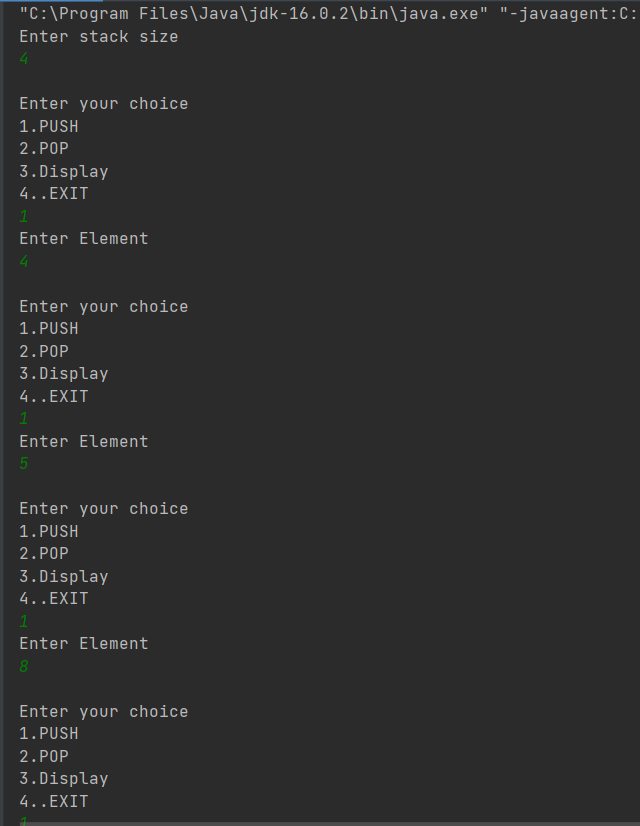 "C:\Program Files\Java\jdk-16.0.2\bin\java.exe" "-javaagent:C:
Enter stack size
4
Enter your choice
1.PUSH
2.POP
3.Display
4..EXIT
1
Enter Element
4
Enter your choice
1.PUSH
2.POP
3.Display
4..EXIT
1
Enter Element
5
Enter your choice
1.PUSH
2.POP
3.Display
4..EXIT
1
Enter Element
8
Enter your choice
1.PUSH
2.POP
3.Display
4..EXIT
1